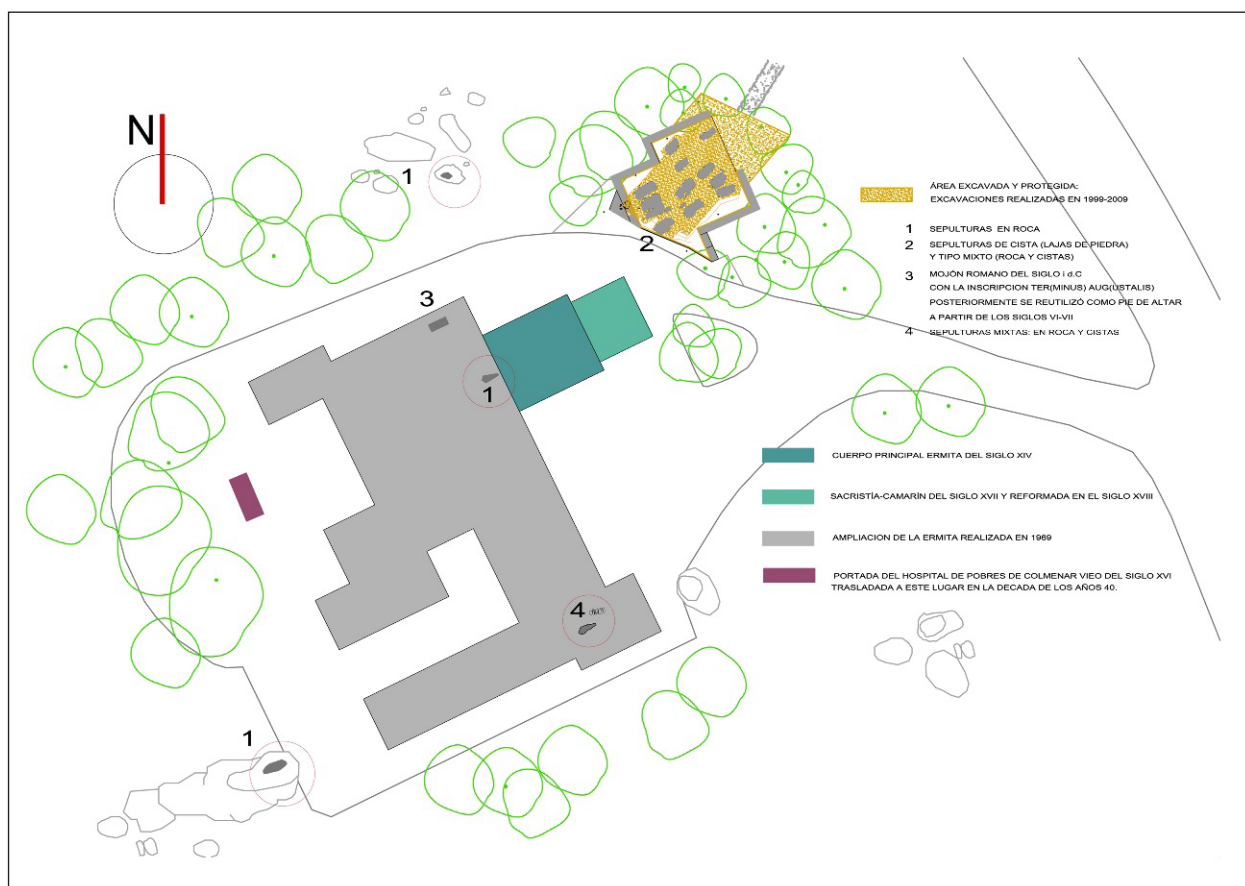 N
1
2
3
1
4
1
ÁREA EXCAVADA Y PROTEGIDA:
EXCAVACIONES REALIZADAS EN 1999-2009
1 SEPULTURAS EN ROCA
2 SEPULTURAS DE CISTA (LAJAS DE PIEDRA)
Y TIPO MIXTO (ROCA Y CISTAS)
3 MOJÓN ROMANO DEL SIGLO i d.C
CON LA INSCRIPCION TER(MINUS) AUG(USTALIS)
POSTERIORMENTE SE REUTILIZÓ COMO PIE DE ALTAR
A PARTIR DE LOS SIGLOS VI-VII
4 SEPULTURAS MIXTAS: EN ROCA Y CISTAS
CUERPO PRINCIPAL ERMITA DEL SIGLO XIV
SACRISTÍA-CAMARÍN DEL SIGLO XVII Y REFORMADA EN EL SIGLO XVIII
AMPLIACION DE LA ERMITA REALIZADA EN 1969
PORTADA DEL HOSPITAL DE POBRES DE COLMENAR VIEO DEL SIGLO XVI
TRASLADADA A ESTE LUGAR EN LA DECADA DE LOS AÑOS 40.